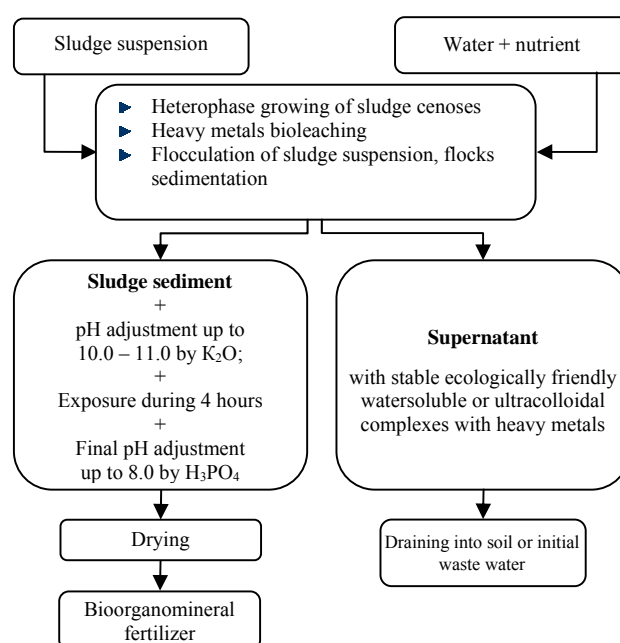 Sludge suspension
Water + nutrient
► Heterophase growing of sludge cenoses
► Heavy metals bioleaching
► Flocculation of sludge suspension, flocks
sedimentation
Sludge sediment
+
pH adjustment up to
10.0 – 11.0 by K₂O;
+
Exposure during 4 hours
+
Final pH adjustment
up to 8.0 by H₃PO₄
Supernatant
with stable ecologically friendly
watersoluble or ultracolloidal
complexes with heavy metals
Drying
Draining into soil or initial
waste water
Bioorganomineral
fertilizer